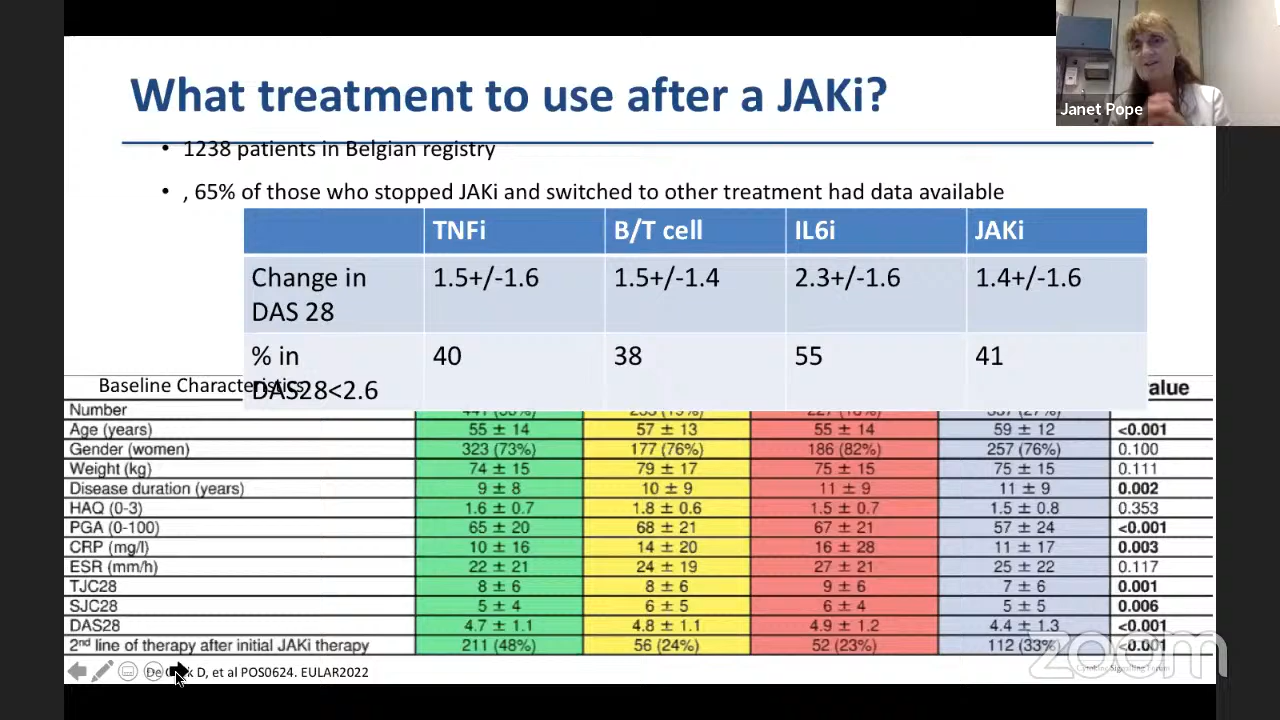 What treatment to use after a JAKi?
Janet Pope
• 1238 patients in Belgian registry
• , 65% of those who stopped JAKi and switched to other treatment had data available
TNFi B/T cell IL6i JAKi
Change in DAS 28 1.5+/-1.6 1.5+/-1.4 2.3+/-1.6 1.4+/-1.6
% in DAS28<2.6 40 38 55 41
Baseline Characteristics alue
Number
Age (years) 55 ± 14 57 ± 13 55 ± 14 59 ± 12 <0.001
Gender (women) 323 (73%) 177 (76%) 186 (82%) 257 (76%) 0.100
Weight (kg) 74 ± 15 79 ± 17 75 ± 15 75 ± 15 0.111
Disease duration (years) 9 ± 8 10 ± 9 11 ± 9 11 ± 9 0.002
HAQ (0-3) 1.6 ± 0.7 1.8 ± 0.6 1.5 ± 0.7 1.5 ± 0.8 0.353
PGA (0-100) 65 ± 20 68 ± 21 67 ± 21 57 ± 24 <0.001
CRP (mg/l) 10 ± 16 14 ± 20 16 ± 28 11 ± 17 0.003
ESR (mm/h) 22 ± 21 24 ± 19 27 ± 21 25 ± 22 0.117
TJC28 8 ± 6 8 ± 6 9 ± 6 7 ± 6 0.001
SJC28 5 ± 4 6 ± 5 6 ± 4 5 ± 5 0.006
DAS28 4.7 ± 1.1 4.8 ± 1.1 4.9 ± 1.2 4.4 ± 1.3 <0.001
2nd line of therapy after initial JAKi therapy 211 (48%) 56 (24%) 52 (23%) 112 (33%) <0.001
De D, et al POS0624. EULAR2022
zoom